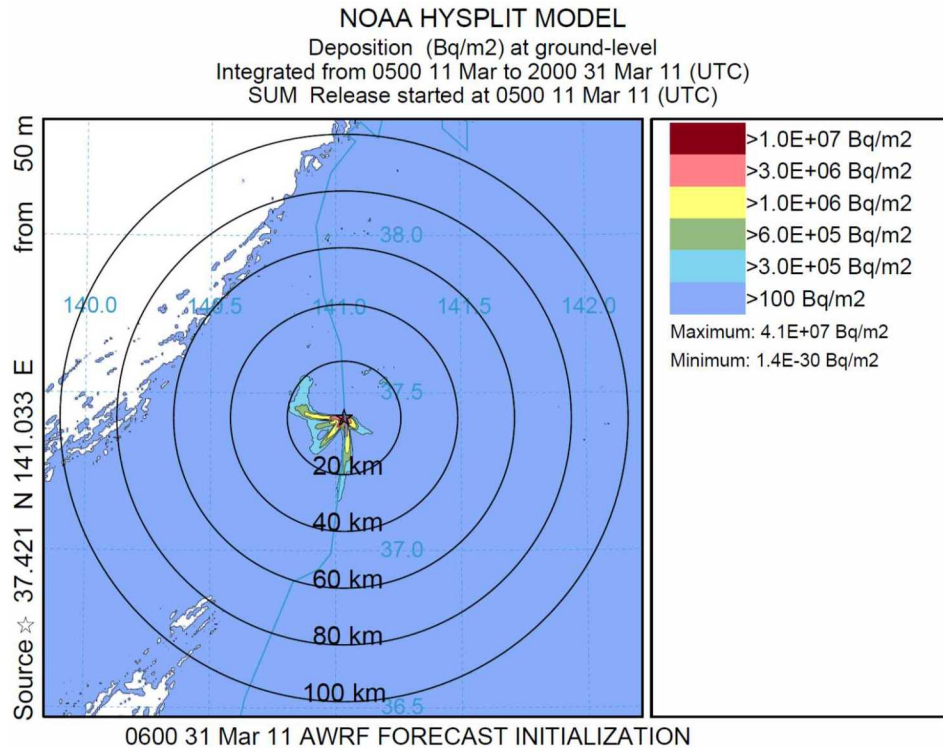 NOAA HYSPLIT MODEL
Deposition (Bq/m2) at ground-level
Integrated from 0500 11 Mar to 2000 31 Mar 11 (UTC)
SUM Release started at 0500 11 Mar 11 (UTC)
Source ☆ 37.421 N 141.033 E from 50 m
38.0
140.0
140.5
141.0
141.5
142.0
37.5
20 km
40 km
37.0
60 km
80 km
100 km
36.5
>1.0E+07 Bq/m2
>3.0E+06 Bq/m2
>1.0E+06 Bq/m2
>6.0E+05 Bq/m2
>3.0E+05 Bq/m2
>100 Bq/m2
Maximum: 4.1E+07 Bq/m2
Minimum: 1.4E-30 Bq/m2
0600 31 Mar 11 AWRF FORECAST INITIALIZATION